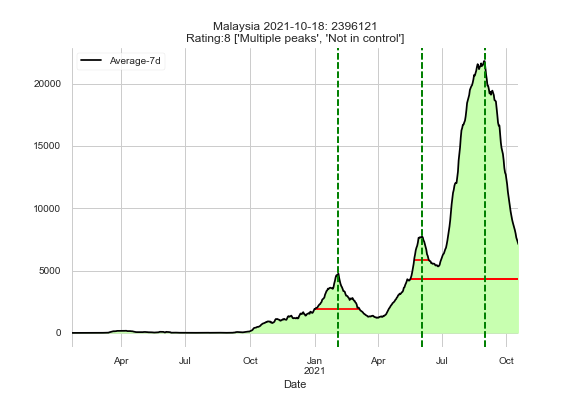 Malaysia 2021-10-18: 2396121
Rating:8 ['Multiple peaks', 'Not in control']
Average-7d
20000
15000
10000
5000
0
Apr Jul Oct Jan Apr Jul Oct
2021
Date